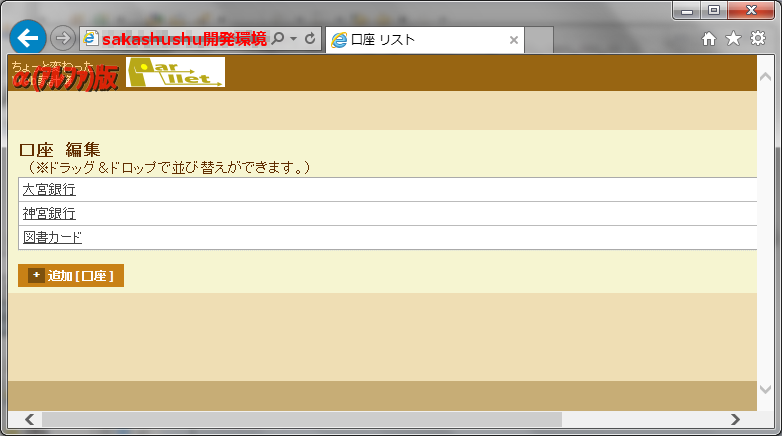 sakashushu開発環境
口座 リスト
ちょっと変わった
α(アルファ)版
Par
llet
口座 編集
(※ドラッグ＆ドロップで並び替えができます。)
大宮銀行
神宮銀行
図書カード
+ 追加 [口座]